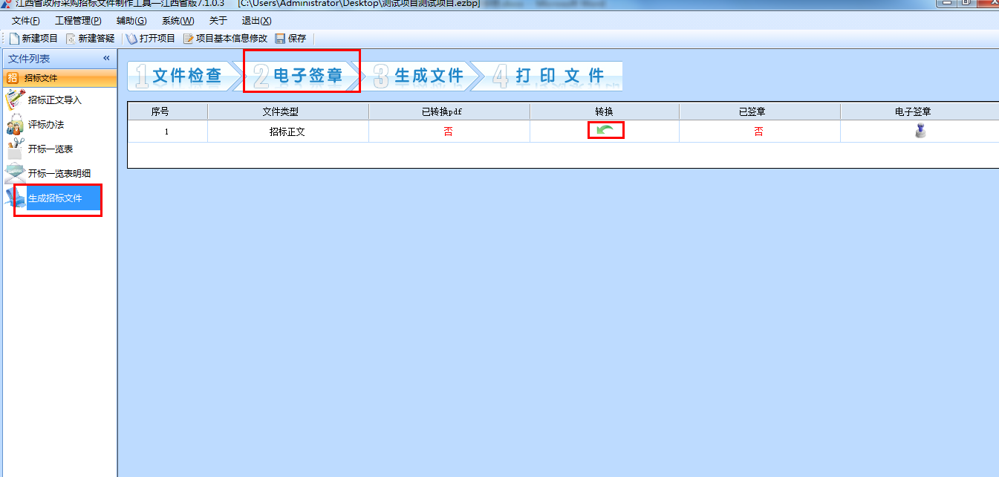 江西省政府采购招标文件制作工具—江西省版7.1.0.3 [C:\Users\Administrator\Desktop\测试项目测试项目.ezbp]
文件(F) 工程管理(P) 辅助(G) 系统(W) 关于 退出(X)
新建项目 新建答疑 打开项目 项目基本信息修改 保存
文件列表 «
招 招标文件
招标正文导入
评标办法
开标一览表
开标一览表明细
生成招标文件
1 文件检查 2 电子签章 3 生成文件 4 打印文件
序号 文件类型 已转换pdf 转换 已签章 电子签章
1 招标正文 否 否